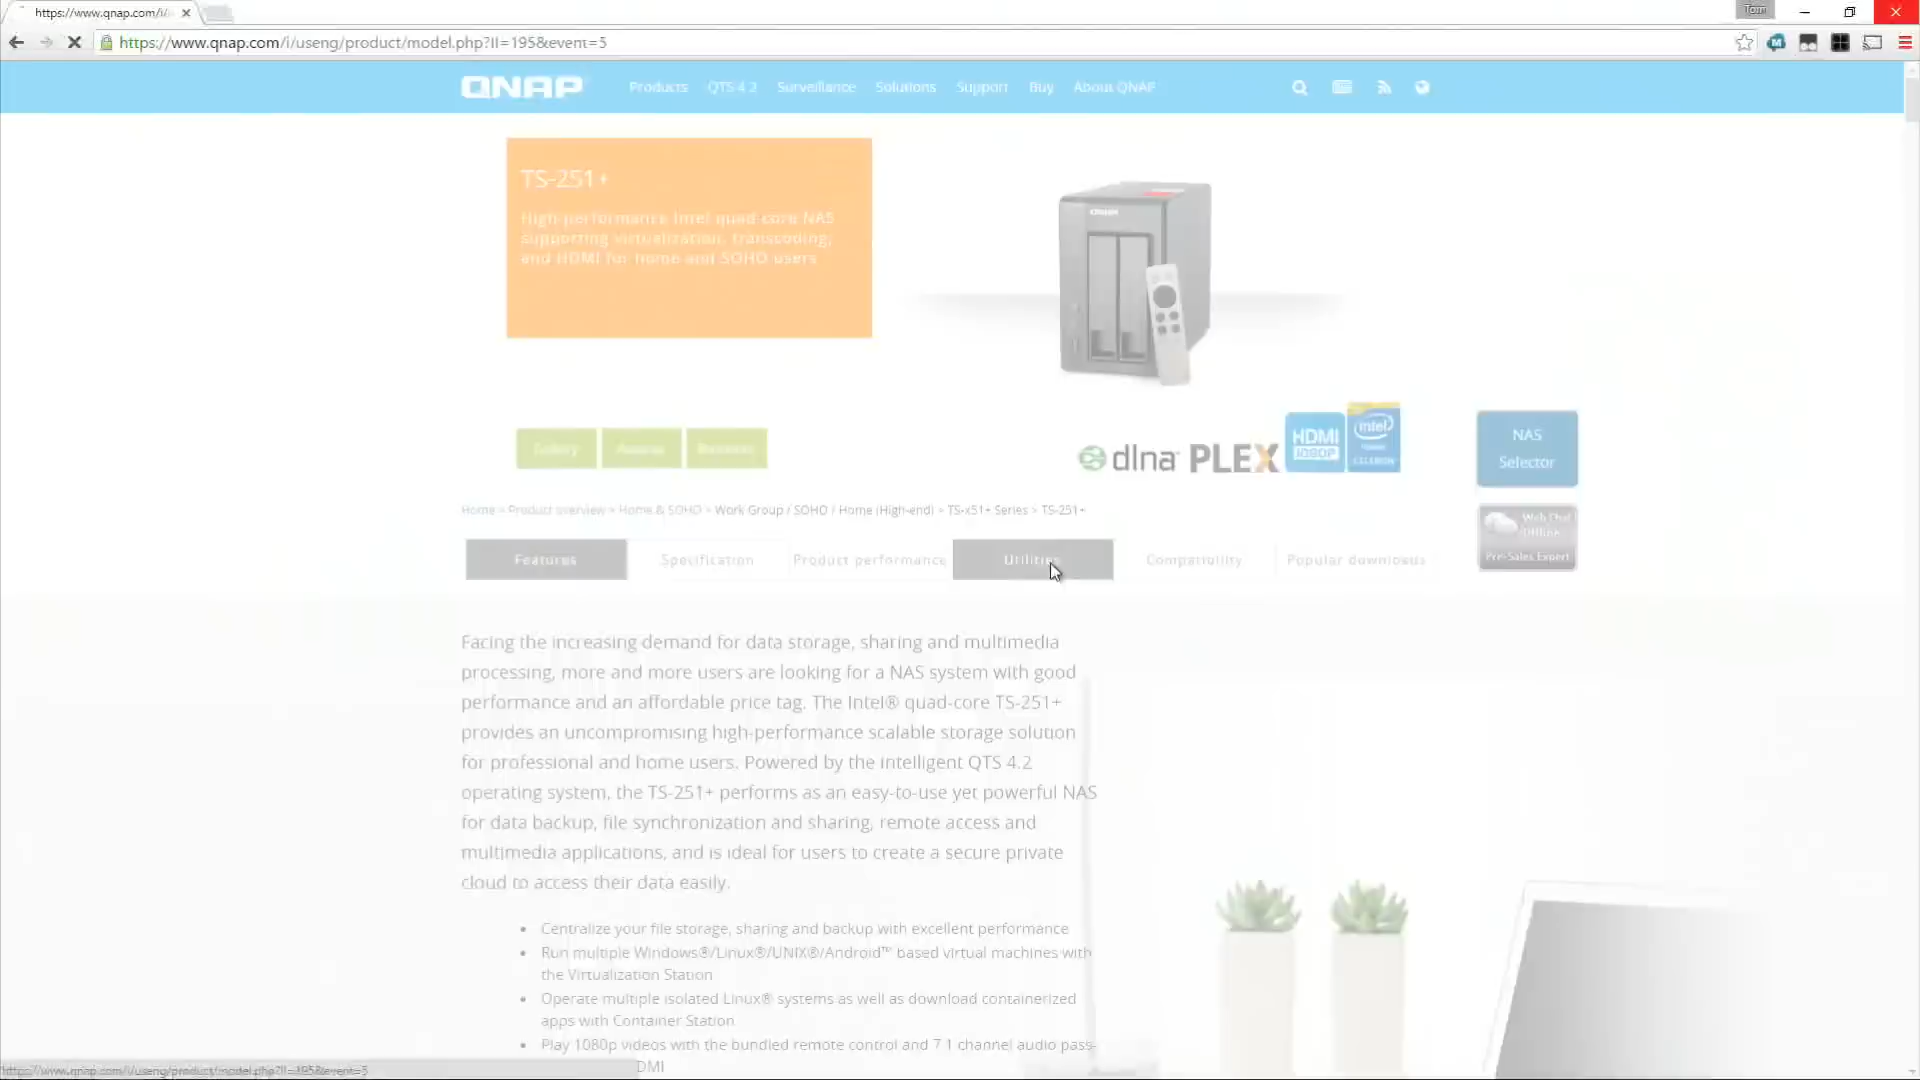 https://www.qnap.com/i/
Tom
https://www.qnap.com/i/useng/product/model.php?II=195&event=5
QNAP
Products
QTS 4.2
Surveillance
Solutions
Support
Buy
About QNAP
TS-251+
High-performance Intel quad-core NAS
supporting virtualization, transcoding,
and HDMI for home and SOHO users
QNAP
Gallery
Awards
Reviews
dlna PLEX
HDMI
1080P
intel
CELERON
NAS
Selector
Home » Product overview » Home & SOHO » Work Group / SOHO / Home (High-end) > TS-x51+ Series > TS-251+
Web Chat
Offline
Pre-Sales Expert
Features
Specification
Product performance
Utilities
Compatibility
Popular downloads
Facing the increasing demand for data storage, sharing and multimedia
processing, more and more users are looking for a NAS system with good
performance and an affordable price tag. The Intel® quad-core TS-251+
provides an uncompromising high-performance scalable storage solution
for professional and home users. Powered by the intelligent QTS 4.2
operating system, the TS-251+ performs as an easy-to-use yet powerful NAS
for data backup, file synchronization and sharing, remote access and
multimedia applications, and is ideal for users to create a secure private
cloud to access their data easily.
• Centralize your file storage, sharing and backup with excellent performance
• Run multiple Windows®/Linux®/UNIX®/Android™ based virtual machines with
the Virtualization Station
• Operate multiple isolated Linux® systems as well as download containerized
apps with Container Station
• Play 1080p videos with the bundled remote control and 7.1 channel audio pass-
DMI
https://www.qnap.com/i/useng/product/model.php?II=195&event=5